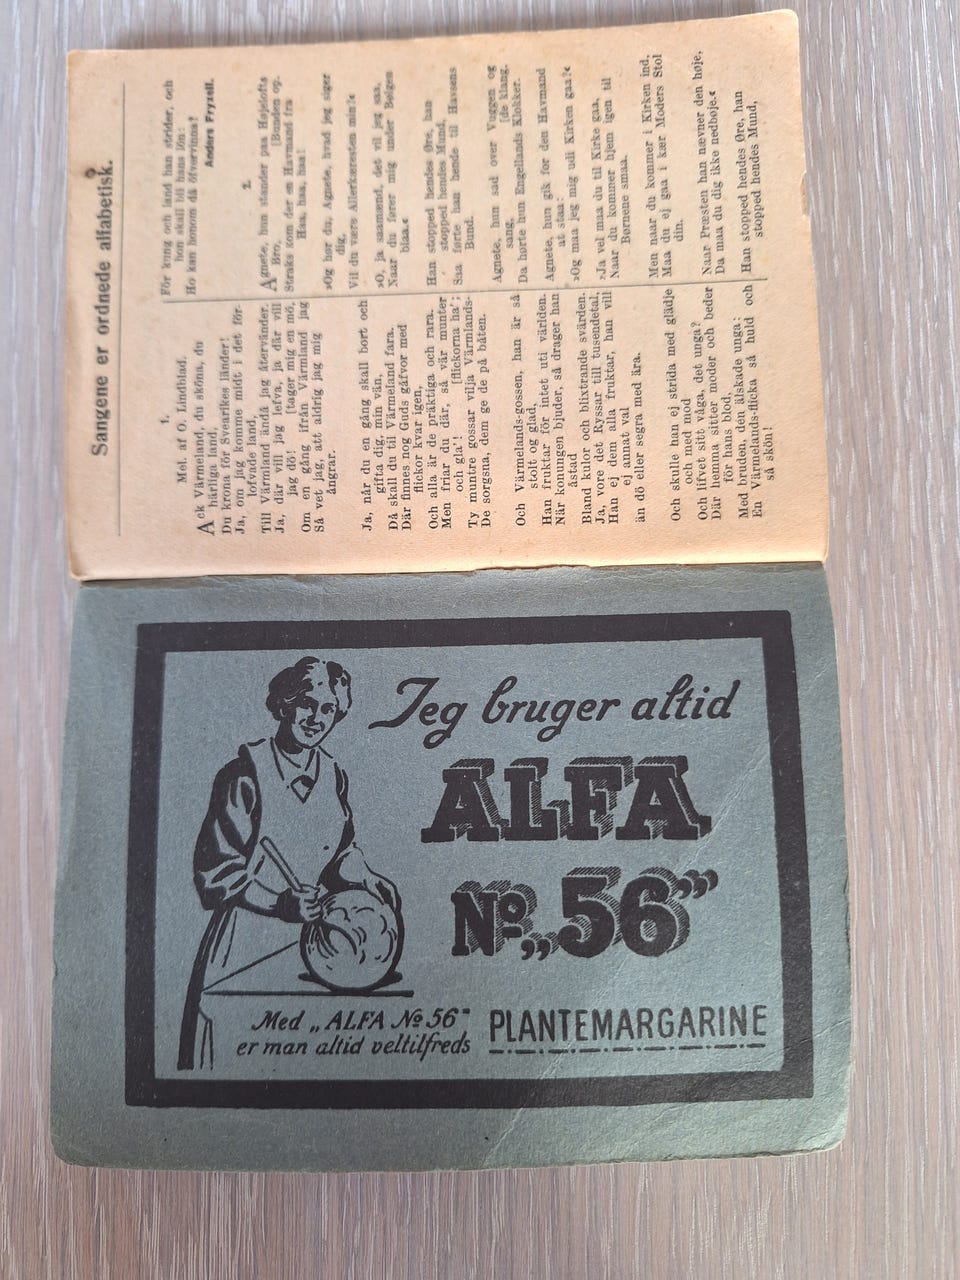 Sangene er ordnede alfabetisk.
1.
Mel. af O. Lindblad.
Ack Värmeland, du sköna, du
härliga land,
Du krona för Svearikes länder!
Ja, om jag komme midt i det för-
lofvade land,
Till Värmland ändå jag återvänder.
Ja, där vill jag lefva, ja där vill
jag dö! [tager mig en mö,
Om en gång ifrån Värmland jag
Så vet jag, att aldrig jag mig
ångrar.
Ja, når du en gång skall bort och
gifta dig, min vän,
Då skall du til Värmeland fara.
Där finnes nog Guds gåfvor med
flickor kvar igen,
Och alla är de präktiga och rara.
Men friar du där, så vär munter
och gla'! [flickorna ha';
Ty muntre gossar vilja Värmlands-
De sorgsna, dem ge de på båten.
Och Värmelands-gossen, han är så
stolt og glad,
Han fruktar för intet uti världen.
När konungen bjuder, så drager han
åstad
Bland kulor och blixtrande svärden.
Ja, vore det Ryssar till tusendetal,
Han ej dem alla fruktar, han vill
ej annat val
än dö eller segra med ära.
Och skulle han ej strida med glädje
och med mod
Och lifvet sitt våga, det unga?
Där hemma sitter moder och beder
för hans blod,
Med bruden, den älskade unga;
En Värmelands-flicka så huld och
så skön!
För kung och land han strider, och
hon skall bli hans lön:
Ho kan honom då öfvervinna?
Anders Fryxell.
2.
Agnete, hun stander paa Højelofts
Bro, [Bunden op.
Straks kom der en Havmand fra
Haa, haa, haa!
»Og hør du, Agnete, hvad jeg siger
dig,
Vil du være Allerkæresten min?«
»O, ja saamænd, det vil jeg saa,
Naar du fører mig under Bølgen
blaa.«
Han stopped hendes Øre, han
stopped hendes Mund,
Saa førte han hende til Havsens
Bund.
Agnete, hun sad over Vuggen og
sang, [de klang.
Da hørte hun Engellands Klokker.
Agnete, hun gik for den Havmand
at staa:
»Og maa jeg mig udi Kirken gaa?«
»Ja vel maa du til Kirke gaa,
Naar du kommer hjem igen til
Børnene smaa.
Men naar du kommer i Kirken ind,
Maa du ej gaa i kær Moders Stol
din.
Naar Præsten han nævner den høje,
Da maa du dig ikke nedbøje.«
Han stopped hendes Øre, han
stopped hendes Mund,
Jeg bruger altid
ALFA
No. „56”
Med „ALFA No 56”
er man altid veltilfreds
PLANTEMARGARINE